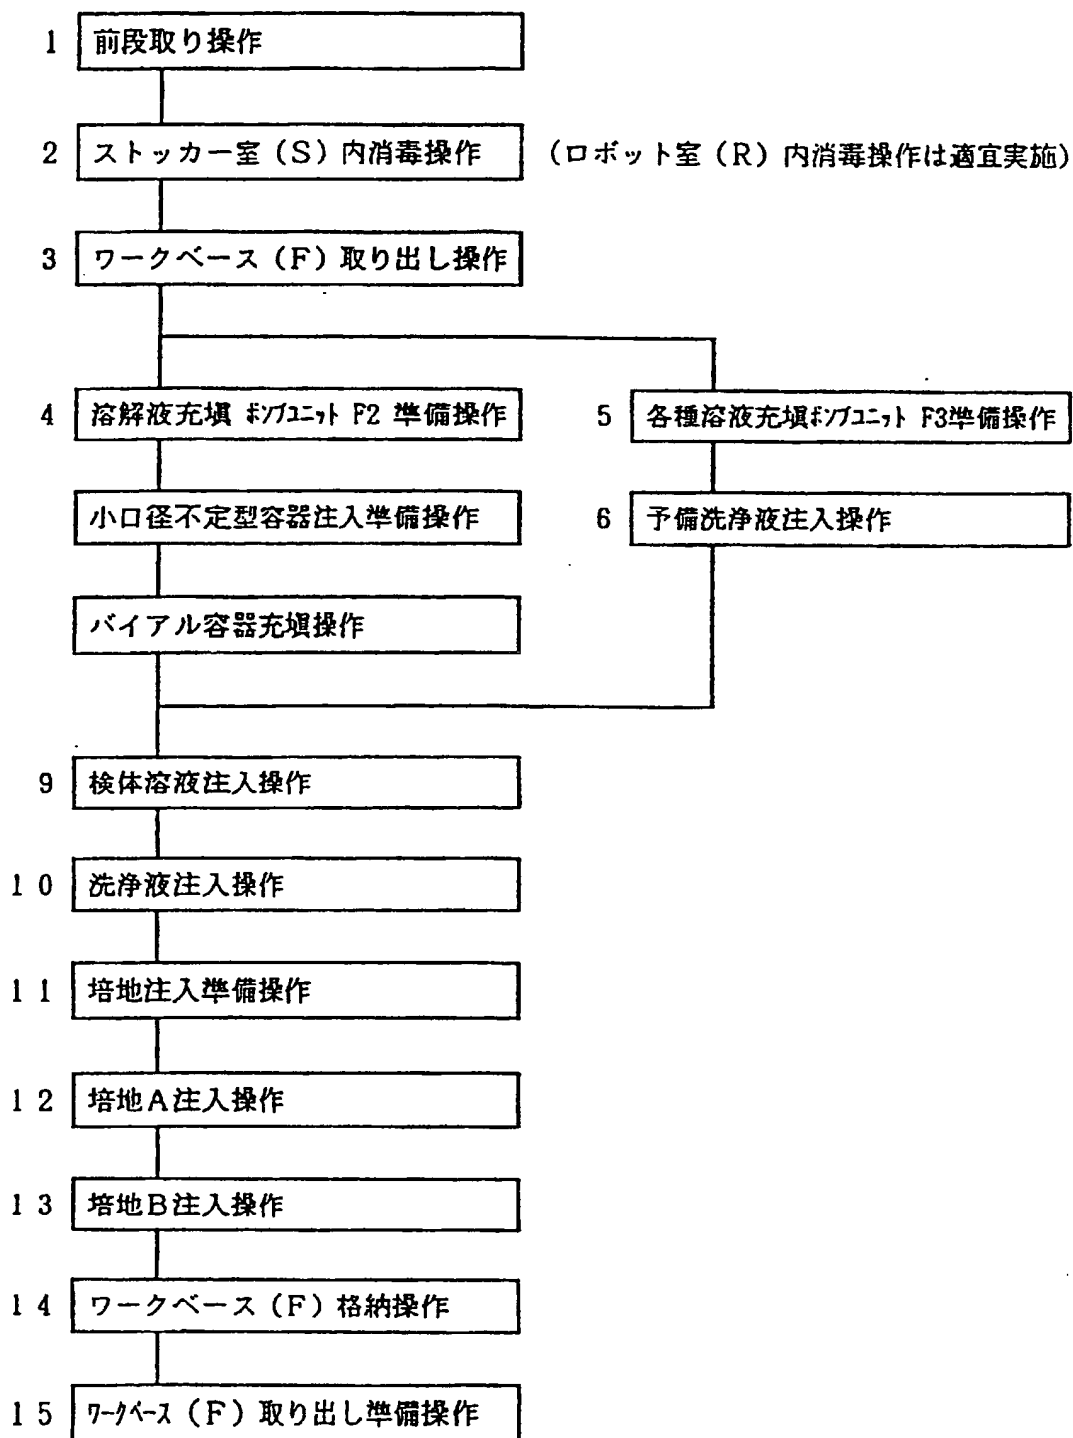 1 前段取り操作
2 ストッカー室（S）内消毒操作 （ロボット室（R）内消毒操作は適宜実施）
3 ワークベース（F）取り出し操作
4 溶解液充填 ポンプユニット F2 準備操作
5 各種溶液充填ポンプユニット F3準備操作
小口径不定型容器注入準備操作
6 予備洗浄液注入操作
バイアル容器充填操作
9 検体溶液注入操作
10 洗浄液注入操作
11 培地注入準備操作
12 培地A注入操作
13 培地B注入操作
14 ワークベース（F）格納操作
15 ワークベース（F）取り出し準備操作